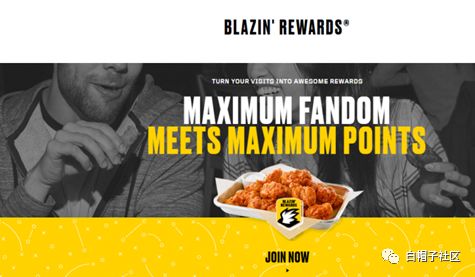 BLAZIN' REWARDS®
TURN YOUR VISITS INTO AWESOME REWARDS
MAXIMUM FANDOM
MEETS MAXIMUM POINTS
BLAZIN'
REWARDS
JOIN NOW
白帽子社区